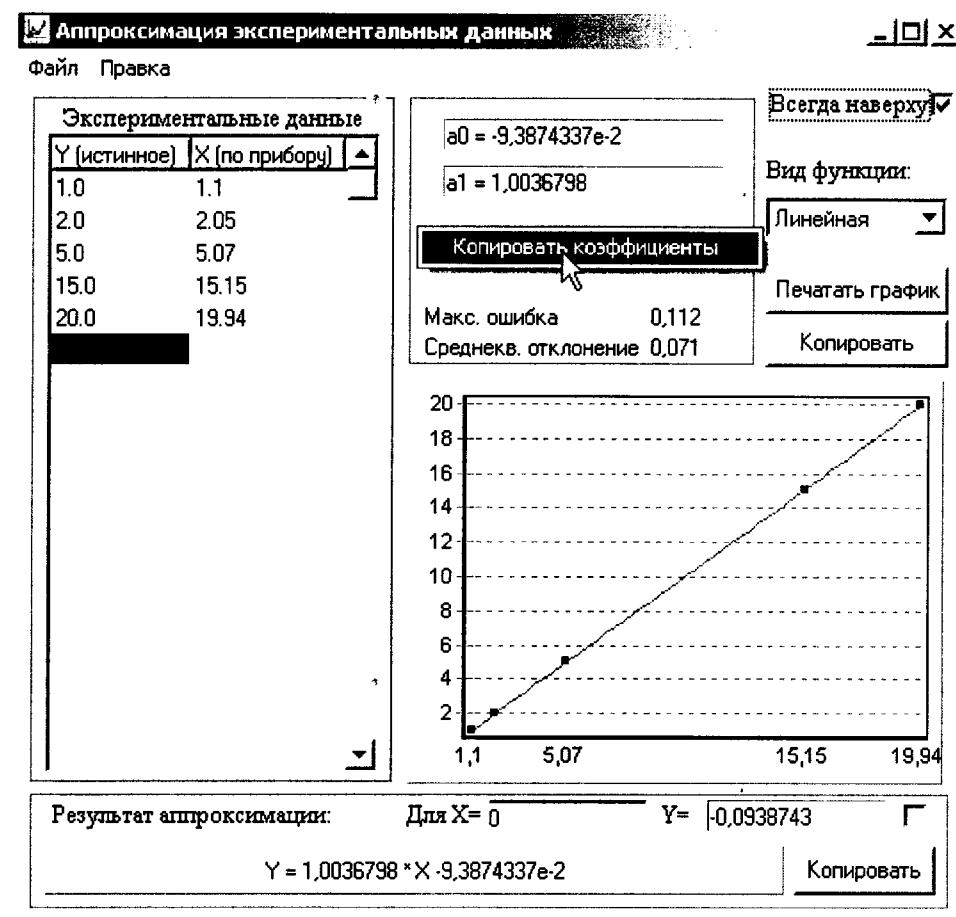 Аппроксимация экспериментальных данных
Файл Правка
Экспериментальные данные
Y (истинное) X (по прибору)
1.0 1.1
2.0 2.05
5.0 5.07
15.0 15.15
20.0 19.94
a0 = -9,3874337e-2
a1 = 1,0036798
Копировать коэффициенты
Макс. ошибка 0,112
Среднекв. отклонение 0,071
Всегда наверху
Вид функции:
Линейная
Печатать график
Копировать
20
18
16
14
12
10
8
6
4
2
1,1 5,07 15,15 19,94
Результат аппроксимации: Для X= 0 Y= -0,0938743
Y = 1,0036798 * X -9,3874337e-2 Копировать